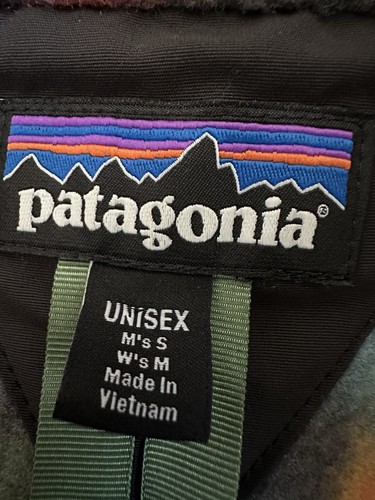 patagonia®
UNiSEX
M's S
W's M
Made In
Vietnam